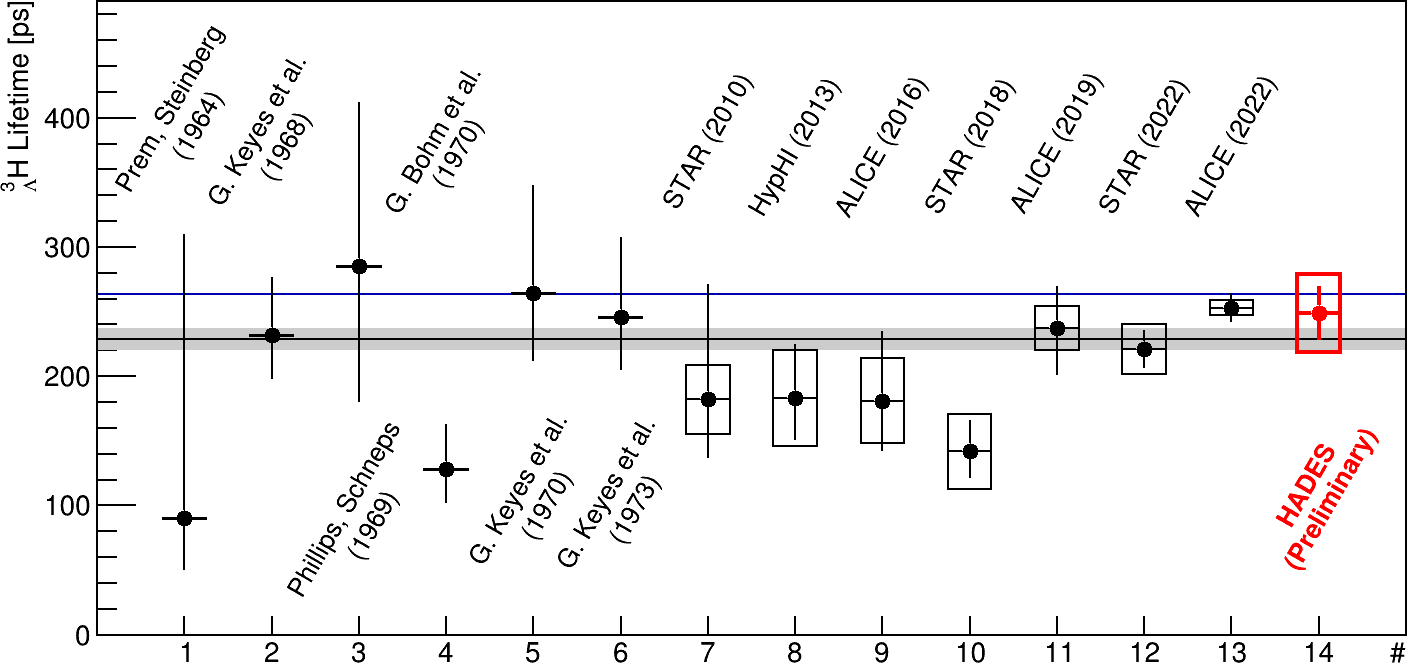 ³ΛH Lifetime [ps]
400
300
200
100
0
Prem, Steinberg
(1964)
G. Keyes et al.
(1968)
G. Bohm et al.
(1970)
STAR (2010)
HypHI (2013)
ALICE (2016)
STAR (2018)
ALICE (2019)
STAR (2022)
ALICE (2022)
Phillips, Schneps
(1969)
G. Keyes et al.
(1970)
G. Keyes et al.
(1973)
HADES
(Preliminary)
1 2 3 4 5 6 7 8 9 10 11 12 13 14 #